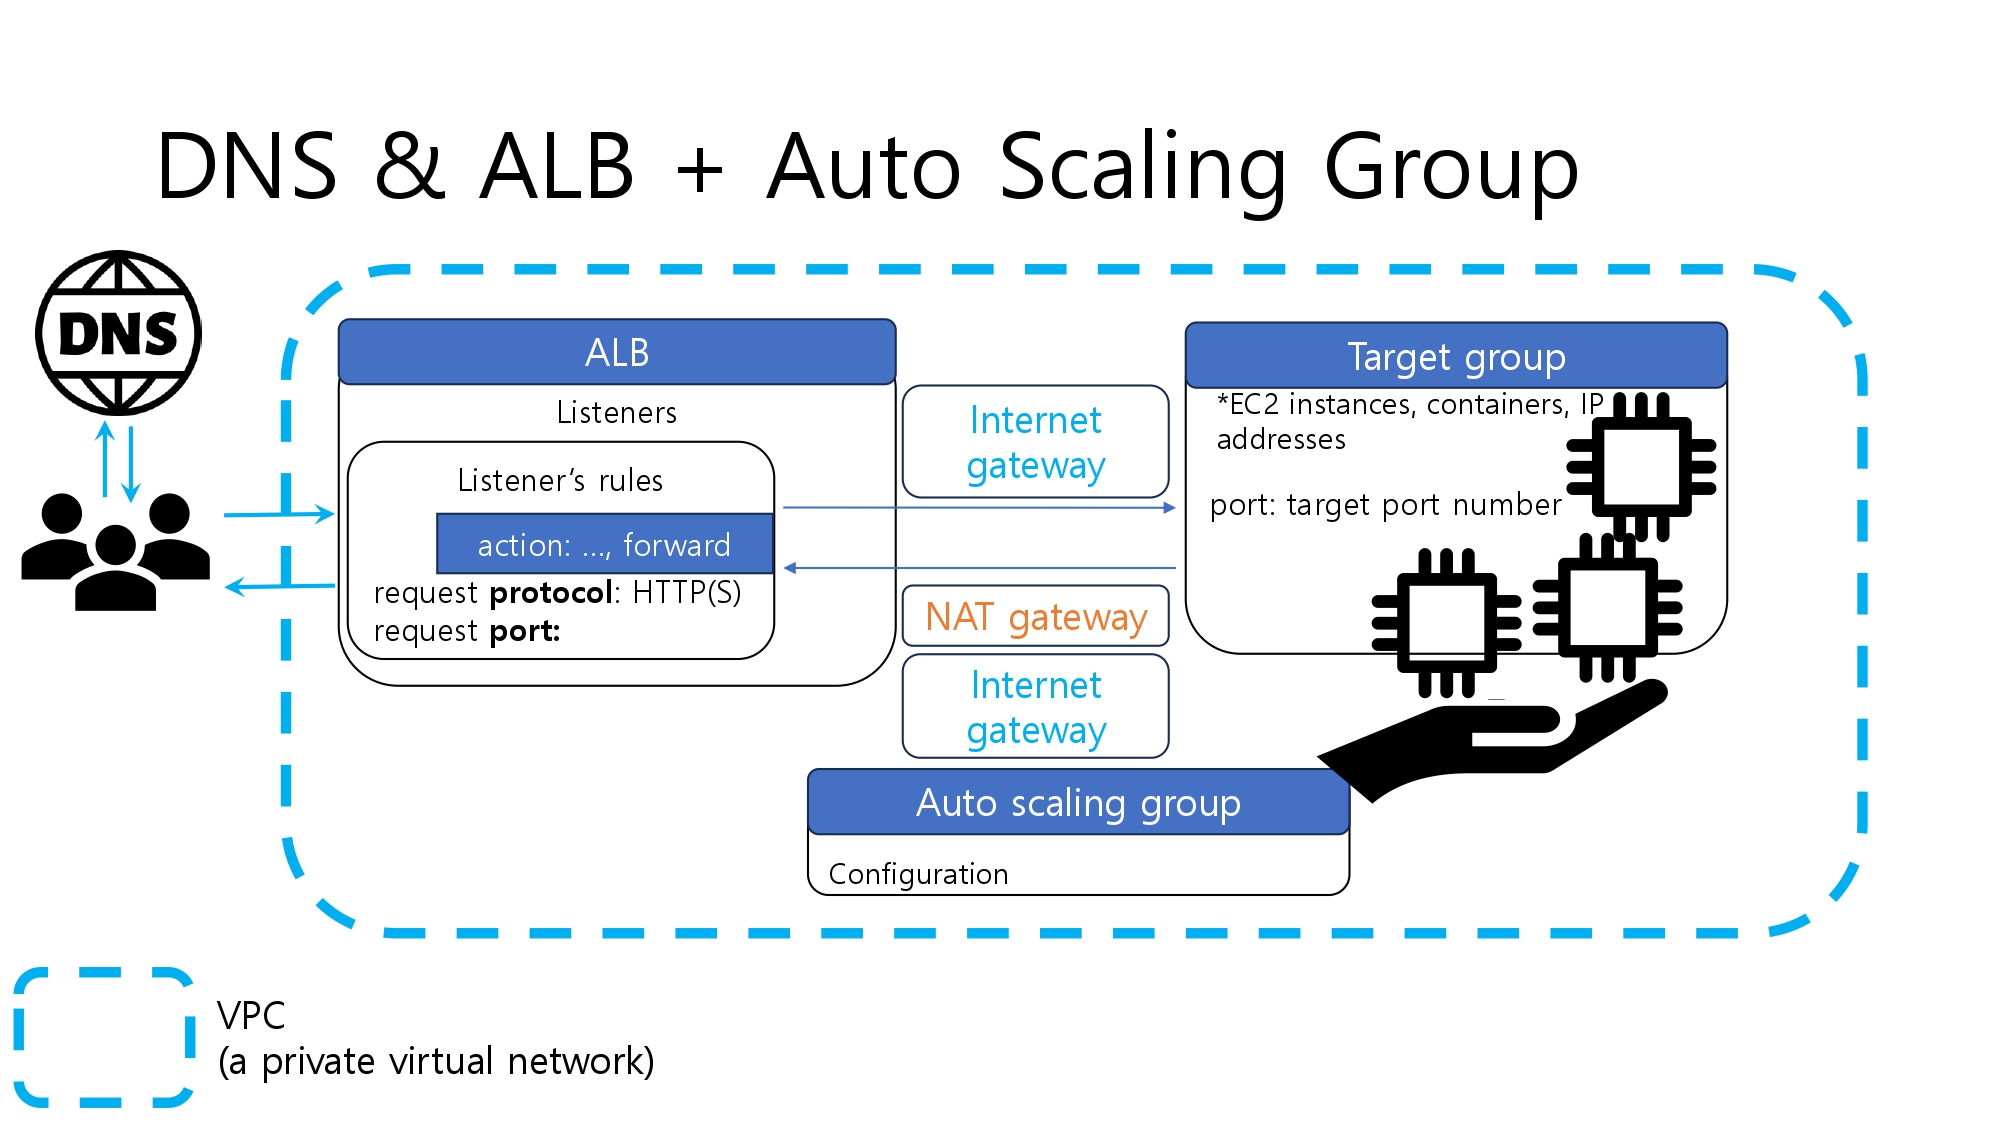 DNS & ALB + Auto Scaling Group
DNS
ALB
Listeners
Listener’s rules
action: ..., forward
request protocol: HTTP(S)
request port:
Internet
gateway
NAT gateway
Internet
gateway
Target group
*EC2 instances, containers, IP
addresses
port: target port number
Auto scaling group
Configuration
VPC
(a private virtual network)